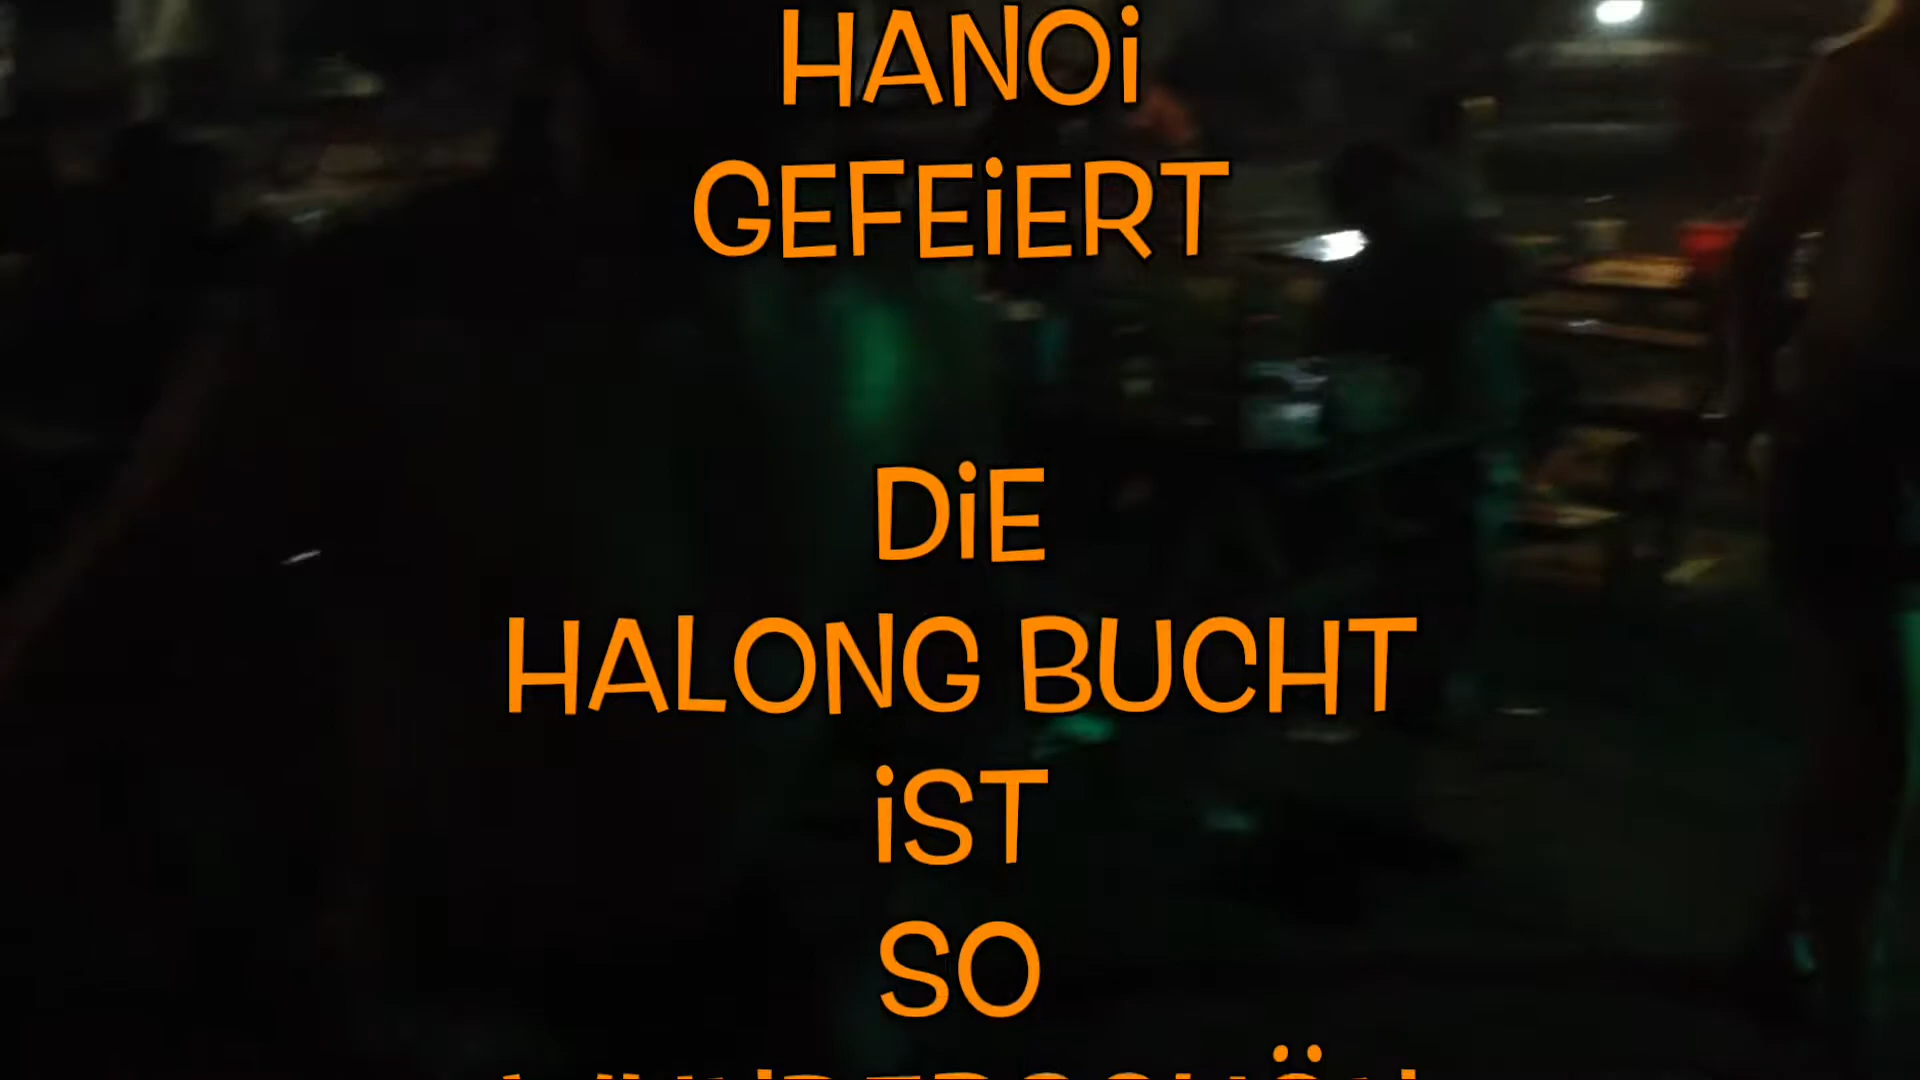 HANOi
GEFEiERT
DiE
HALONG BUCHT
iST
SO